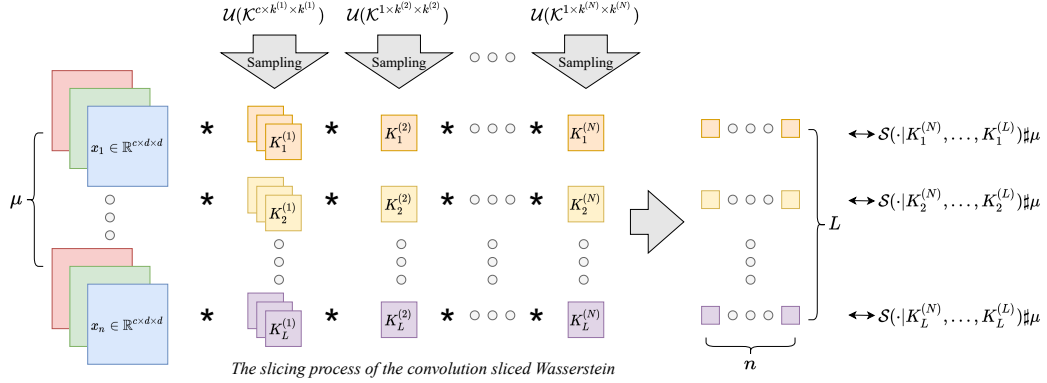 𝒰(𝒦^{c×k^{(1)}×k^{(1)}}) 𝒰(𝒦^{1×k^{(2)}×k^{(2)}}) 𝒰(𝒦^{1×k^{(N)}×k^{(N)}})
Sampling Sampling Sampling
x_1 ∈ ℝ^{c×d×d} * K_1^{(1)} * K_1^{(2)} * * K_1^{(N)} ↔ 𝒮(·|K_1^{(N)}, …, K_1^{(L)})♯μ
μ * K_2^{(1)} * K_2^{(2)} * * K_2^{(N)} L ↔ 𝒮(·|K_2^{(N)}, …, K_2^{(L)})♯μ
x_n ∈ ℝ^{c×d×d} * K_L^{(1)} * K_L^{(2)} * * K_L^{(N)} ↔ 𝒮(·|K_L^{(N)}, …, K_L^{(L)})♯μ
n
The slicing process of the convolution sliced Wasserstein